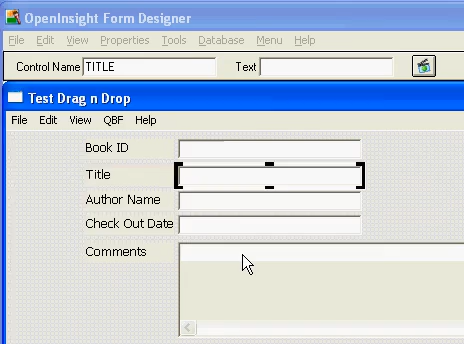 OpenInsight Form Designer
File Edit View Properties Tools Database Menu Help
Control Name TITLE Text
Test Drag n Drop
File Edit View QBF Help
Book ID
Title
Author Name
Check Out Date
Comments